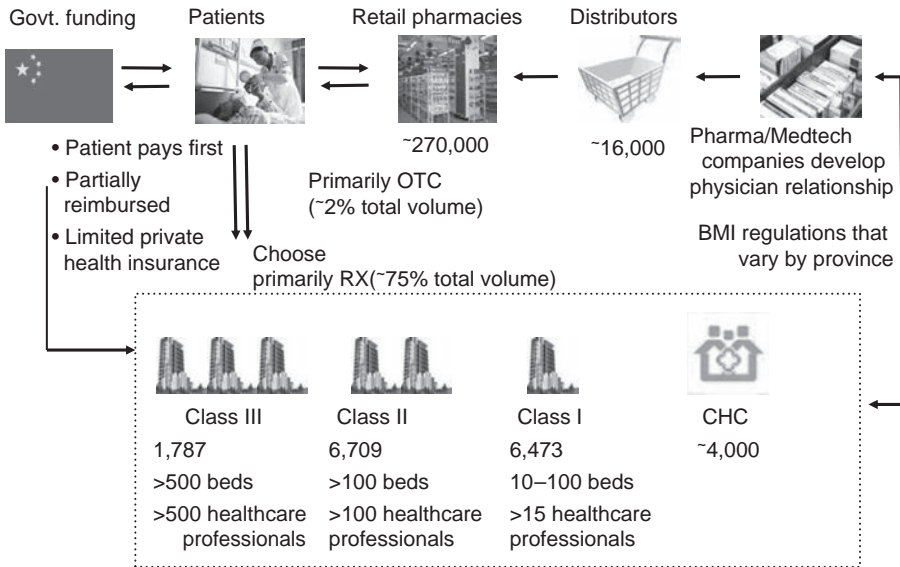 Govt. funding
Patients
Retail pharmacies
Distributors
• Patient pays first
• Partially
reimbursed
• Limited private
health insurance
~270,000
Primarily OTC
(~2% total volume)
~16,000
Pharma/Medtech
companies develop
physician relationship
BMI regulations that
vary by province
Choose
primarily RX(~75% total volume)
Class III
1,787
>500 beds
>500 healthcare
professionals
Class II
6,709
>100 beds
>100 healthcare
professionals
Class I
6,473
10–100 beds
>15 healthcare
professionals
CHC
~4,000